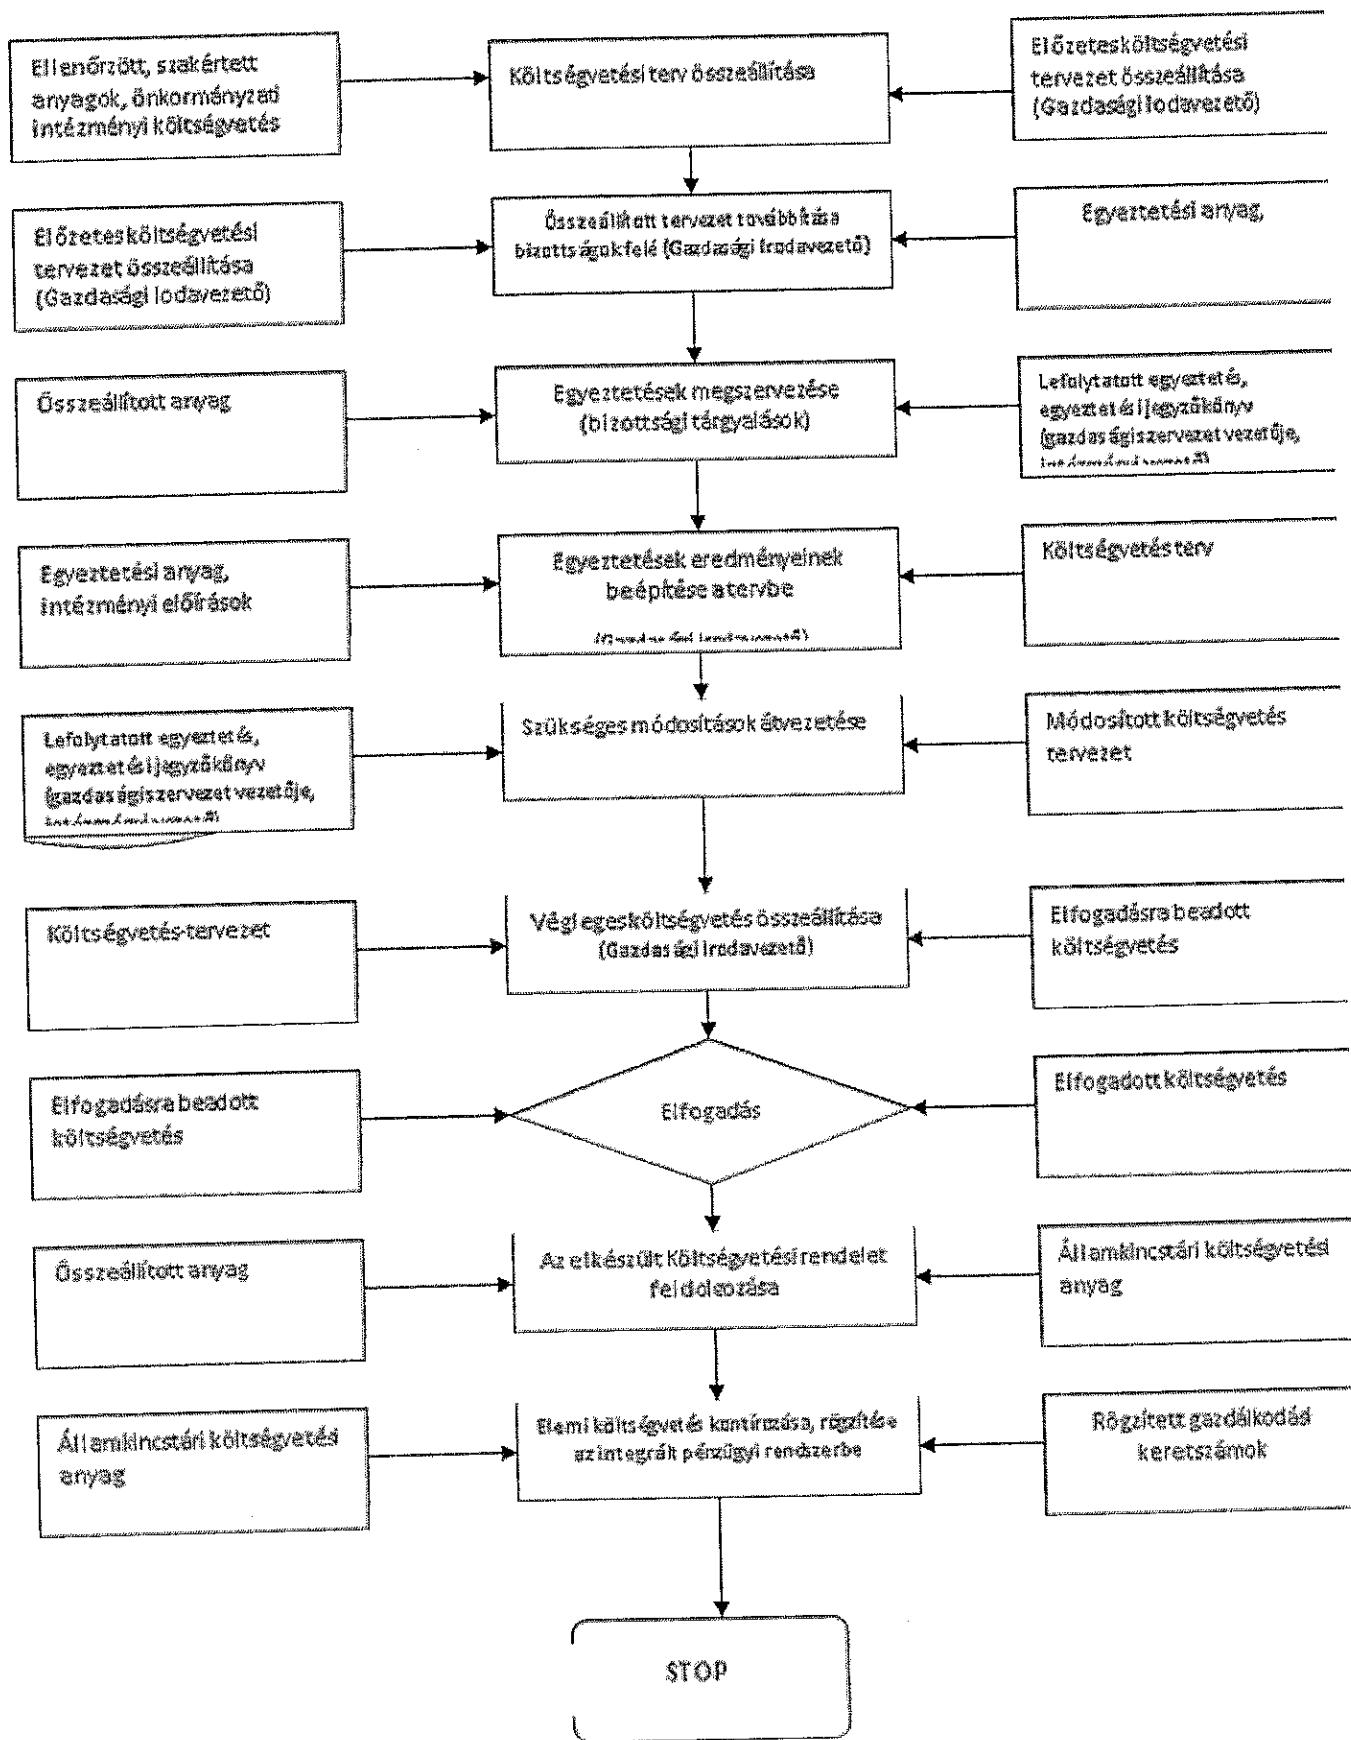 Ellenőrzött, szakértett
anyagok, önkormányzati
intézményi költségvetés
Költségvetési terv összeállítása
Előzetes költségvetési
tervezet összeállítása
(Gazdasági Iodavezető)
Előzetes költségvetési
tervezet összeállítása
(Gazdasági Iodavezető)
Összeállított tervezet továbbítása
bizottságok felé (Gazdasági Irodavezető)
Egyeztetési anyag,
Összeállított anyag
Egyeztetések megszervezése
(bizottsági tárgyalások)
Lefolytatott egyeztetés,
egyeztetési jegyzőkönyv
(gazdasági szervezet vezetője,
Egyeztetési anyag,
intézményi előírások
Egyeztetések eredményeinek
beépítése a tervbe
Költségvetés terv
Lefolytatott egyeztetés,
egyeztetési jegyzőkönyv
(gazdasági szervezet vezetője,
Szükséges módosítások átvezetése
Módosított költségvetés
tervezet
Költségvetés-tervezet
Végleges költségvetés összeállítása
(Gazdasági Irodavezető)
Elfogadásra beadott
költségvetés
Elfogadásra beadott
költségvetés
Elfogadás
Elfogadott költségvetés
Összeállított anyag
Az elkészült Költségvetési rendelet
feldolgozása
Államkincstári költségvetési
anyag
Államkincstári költségvetési
anyag
Elemi költségvetés kontírozása, rögzítése
az integrált pénzügyi rendszerbe
Rögzített gazdálkodási
keretszámok
STOP